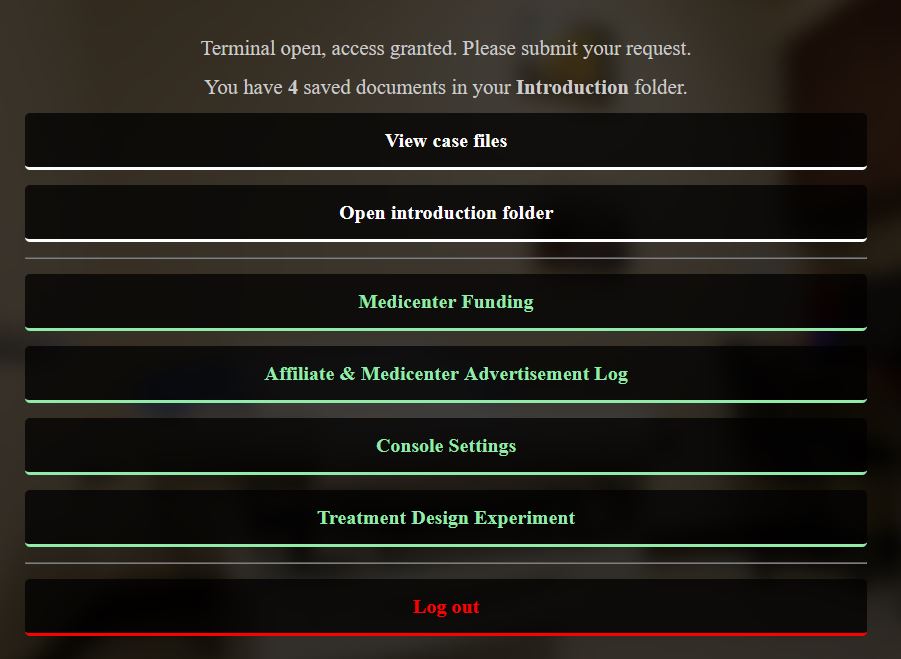 Terminal open, access granted. Please submit your request.
You have 4 saved documents in your Introduction folder.
View case files
Open introduction folder
Medicenter Funding
Affiliate & Medicenter Advertisement Log
Console Settings
Treatment Design Experiment
Log out